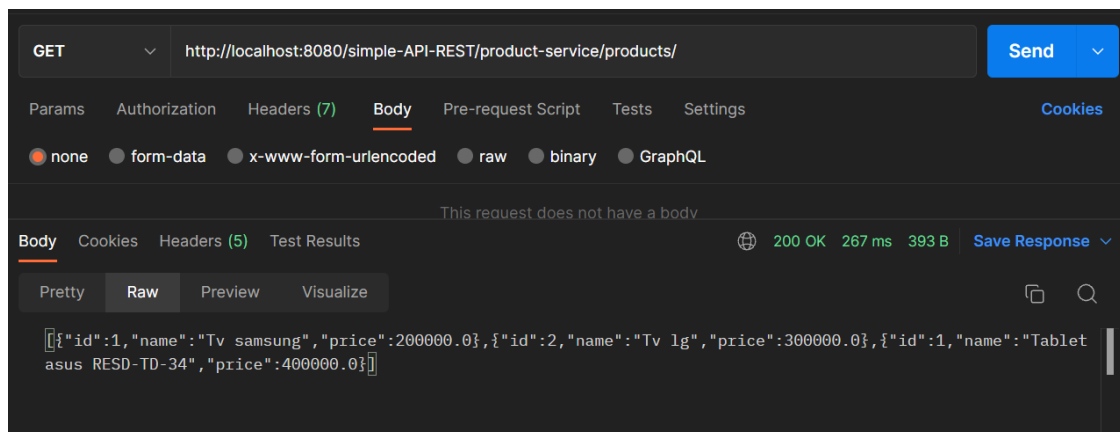 GET http://localhost:8080/simple-API-REST/product-service/products/ Send
Params Authorization Headers (7) Body Pre-request Script Tests Settings Cookies
none form-data x-www-form-urlencoded raw binary GraphQL
This request does not have a body
Body Cookies Headers (5) Test Results 200 OK 267 ms 393 B Save Response
Pretty Raw Preview Visualize
[{"id":1,"name":"Tv samsung","price":200000.0},{"id":2,"name":"Tv lg","price":300000.0},{"id":1,"name":"Tablet
asus RESD-TD-34","price":400000.0}]